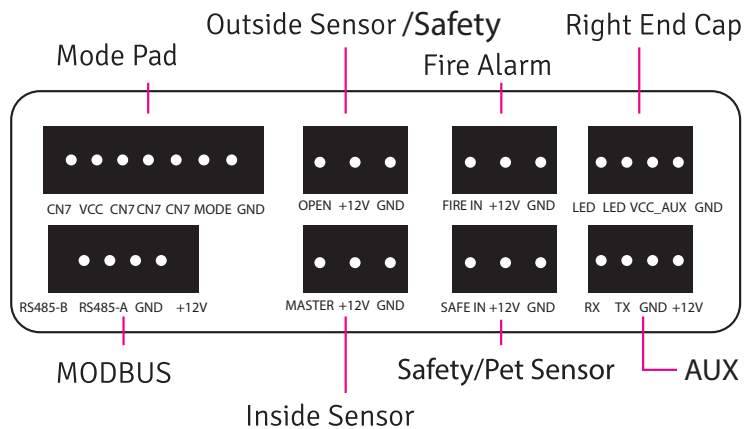 Outside Sensor /Safety
Right End Cap
Mode Pad
Fire Alarm
CN7 VCC CN7 CN7 CN7 MODE GND
OPEN +12V GND
FIRE IN +12V GND
LED LED VCC_AUX GND
RS485-B RS485-A GND +12V
MASTER +12V GND
SAFE IN +12V GND
RX TX GND +12V
MODBUS
Safety/Pet Sensor
AUX
Inside Sensor